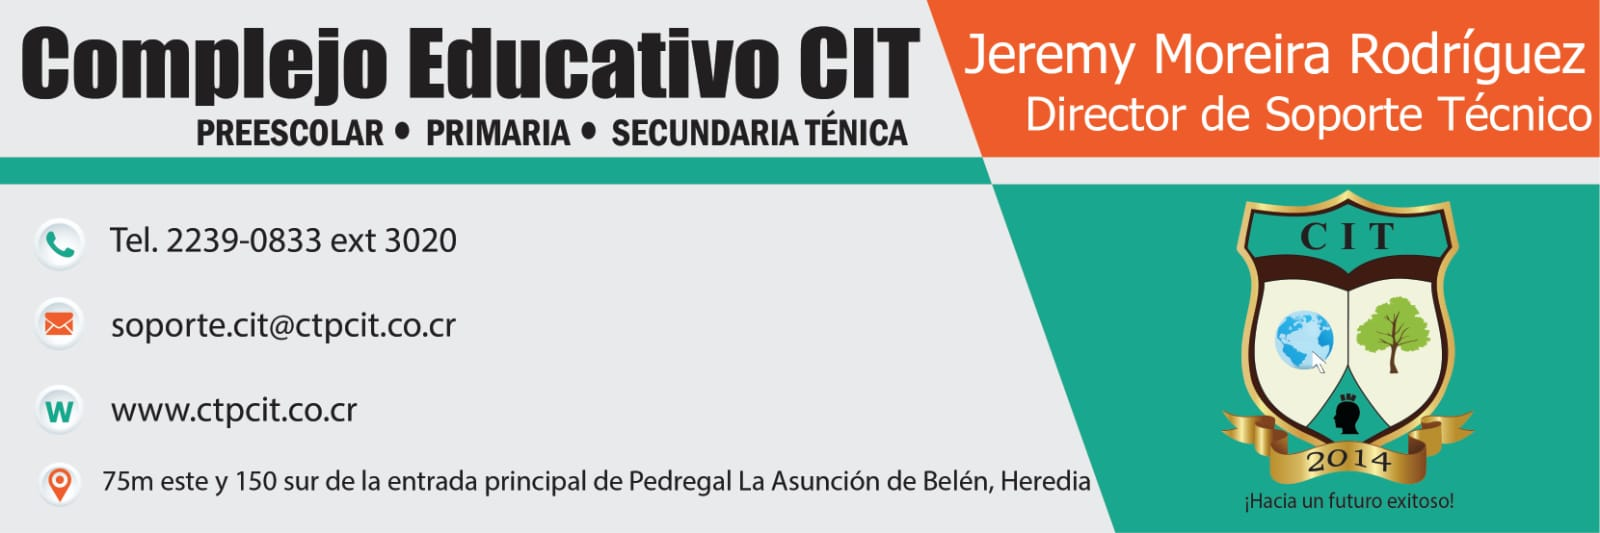 Complejo Educativo CIT
PREESCOLAR • PRIMARIA • SECUNDARIA TÉNICA
Jeremy Moreira Rodríguez
Director de Soporte Técnico
Tel. 2239-0833 ext 3020
soporte.cit@ctpcit.co.cr
W
www.ctpcit.co.cr
75m este y 150 sur de la entrada principal de Pedregal La Asunción de Belén, Heredia
CIT
2014
¡Hacia un futuro exitoso!